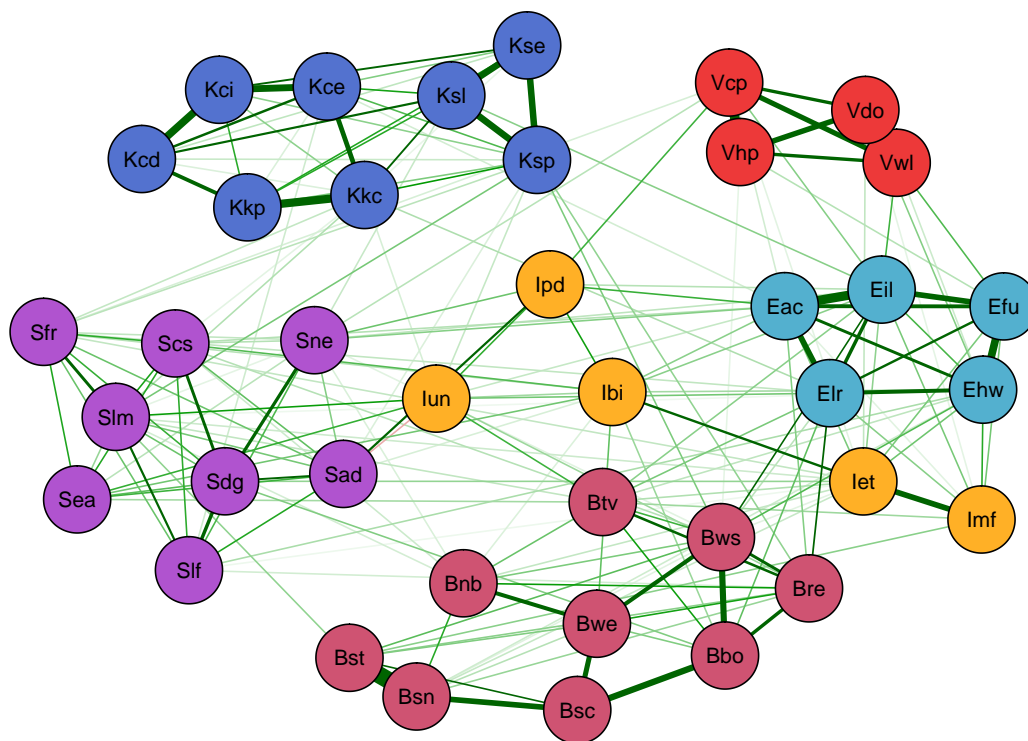 Kse
Vcp
Kci
Kce
Ksl
Vdo
Vhp
Kcd
Ksp
Vwl
Kkp
Kkc
Ipd
Eac
Eil
Efu
Sfr
Scs
Sne
Iun
Ibi
Elr
Ehw
Slm
Sea
Sdg
Sad
Btv
Iet
Imf
Bws
Slf
Bnb
Bre
Bwe
Bst
Bbo
Bsn
Bsc